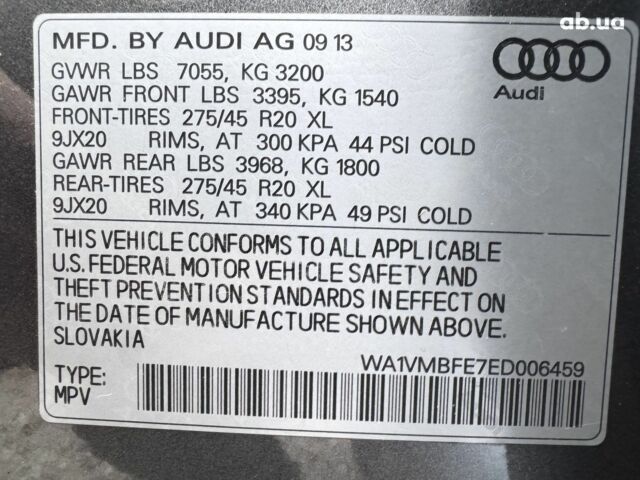 ab.ua
MFD. BY AUDI AG 09 13
GVWR LBS 7055, KG 3200
GAWR FRONT LBS 3395, KG 1540
FRONT-TIRES 275/45 R20 XL
9JX20 RIMS, AT 300 KPA 44 PSI COLD
GAWR REAR LBS 3968, KG 1800
REAR-TIRES 275/45 R20 XL
9JX20 RIMS, AT 340 KPA 49 PSI COLD
Audi
THIS VEHICLE CONFORMS TO ALL APPLICABLE
U.S. FEDERAL MOTOR VEHICLE SAFETY AND
THEFT PREVENTION STANDARDS IN EFFECT ON
THE DATE OF MANUFACTURE SHOWN ABOVE.
SLOVAKIA
WA1VMBFE7ED006459
TYPE:
MPV